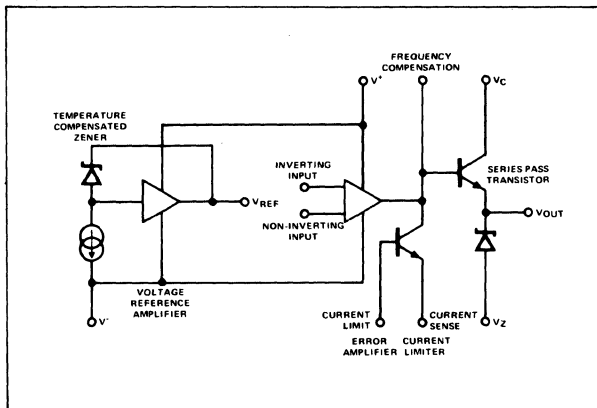 V+
FREQUENCY
COMPENSATION
VC
TEMPERATURE
COMPENSATED
ZENER
SERIES PASS
TRANSISTOR
INVERTING
INPUT
VREF
NON-INVERTING
INPUT
VOUT
VOLTAGE
REFERENCE
AMPLIFIER
V-
CURRENT
LIMIT
CURRENT
SENSE
VZ
ERROR
AMPLIFIER
CURRENT
LIMITER